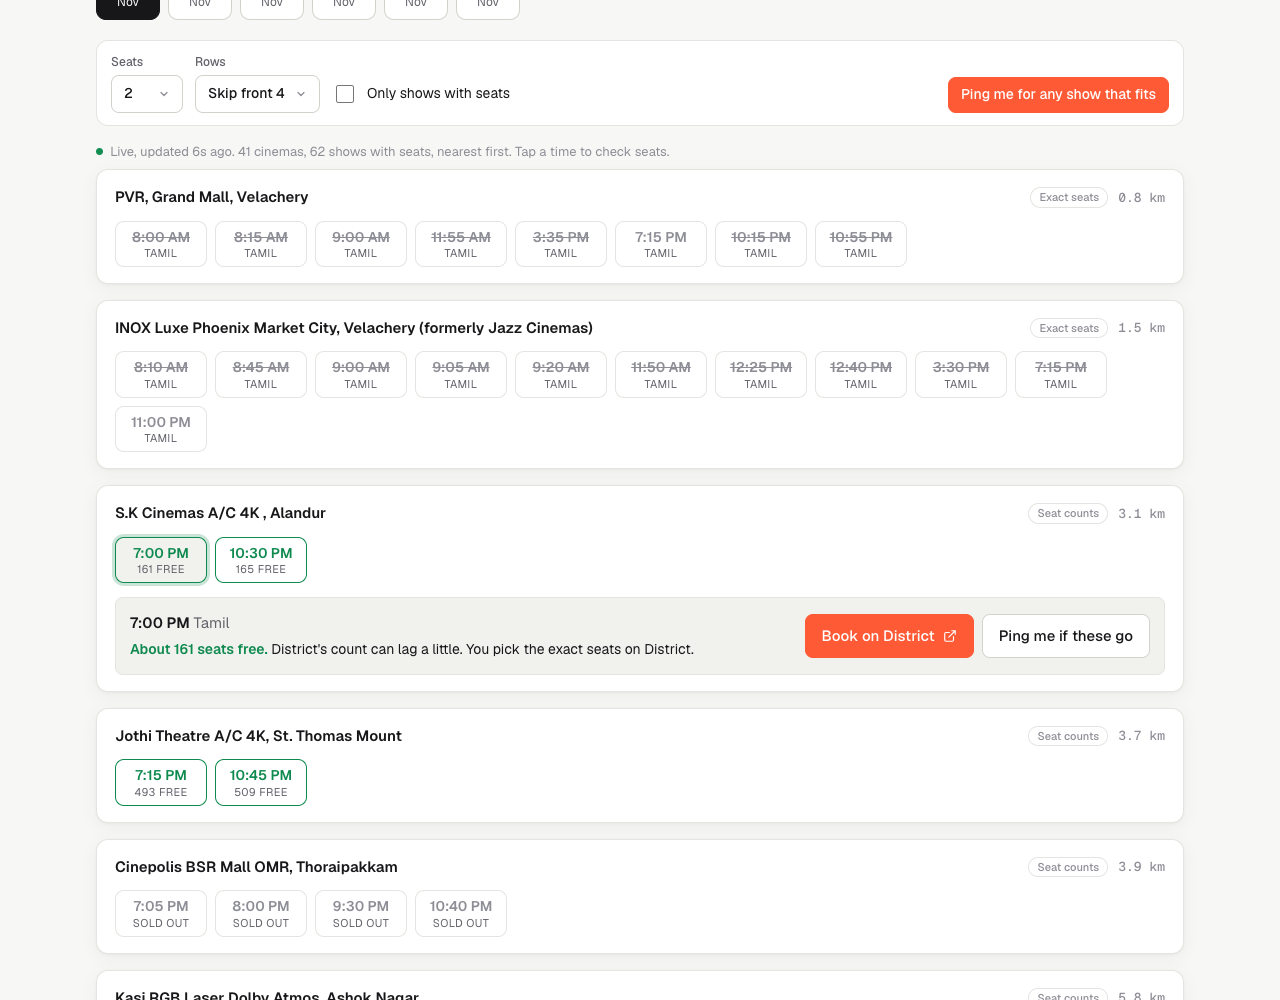 Nov Nov Nov Nov Nov Nov
Seats Rows
2 Skip front 4 Only shows with seats Ping me for any show that fits
Live, updated 6s ago. 41 cinemas, 62 shows with seats, nearest first. Tap a time to check seats.
PVR, Grand Mall, Velachery Exact seats 0.8 km
8:00 AM 8:15 AM 9:00 AM 11:55 AM 3:35 PM 7:15 PM 10:15 PM 10:55 PM
TAMIL TAMIL TAMIL TAMIL TAMIL TAMIL TAMIL TAMIL
INOX Luxe Phoenix Market City, Velachery (formerly Jazz Cinemas) Exact seats 1.5 km
8:10 AM 8:45 AM 9:00 AM 9:05 AM 9:20 AM 11:50 AM 12:25 PM 12:40 PM 3:30 PM 7:15 PM
TAMIL TAMIL TAMIL TAMIL TAMIL TAMIL TAMIL TAMIL TAMIL TAMIL
11:00 PM
TAMIL
S.K Cinemas A/C 4K , Alandur Seat counts 3.1 km
7:00 PM 10:30 PM
161 FREE 165 FREE
7:00 PM Tamil
About 161 seats free. District's count can lag a little. You pick the exact seats on District.
Book on District Ping me if these go
Jothi Theatre A/C 4K, St. Thomas Mount Seat counts 3.7 km
7:15 PM 10:45 PM
493 FREE 509 FREE
Cinepolis BSR Mall OMR, Thoraipakkam Seat counts 3.9 km
7:05 PM 8:00 PM 9:30 PM 10:40 PM
SOLD OUT SOLD OUT SOLD OUT SOLD OUT
Kasi RGB Laser Dolby Atmos, Ashok Nagar Seat counts 5.8 km